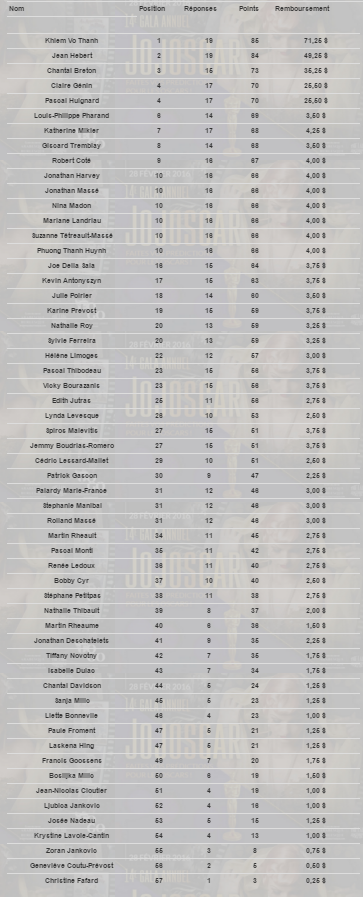 Nom Position Réponses Points Remboursement
Khiem Vo Thanh 1 19 85 71,25 $
Jean Hebert 2 19 84 49,25 $
Chantal Breton 3 15 73 35,25 $
Claire Génin 4 17 70 25,50 $
Pascal Huignard 4 17 70 25,50 $
Louis-Philippe Pharand 6 14 69 3,50 $
Katherine Mikler 7 17 68 4,25 $
Giscard Tremblay 8 14 68 3,50 $
Robert Coté 9 16 67 4,00 $
Jonathan Harvey 10 16 66 4,00 $
Jonathan Massé 10 16 66 4,00 $
Nina Madon 10 16 66 4,00 $
Mariane Landriau 10 16 66 4,00 $
Suzanne Tétreault-Massé 10 16 66 4,00 $
Phuong Thanh Huynh 10 16 66 4,00 $
Joe Della Sala 16 15 64 3,75 $
Kevin Antonyszyn 17 15 63 3,75 $
Julie Poirier 18 14 60 3,50 $
Karine Prevost 19 15 59 3,75 $
Nathalie Roy 20 13 59 3,25 $
Sylvie Ferreira 20 13 59 3,25 $
Hélène Limoges 22 12 57 3,00 $
Pascal Thibodeau 23 15 56 3,75 $
Vicky Bourazanis 23 15 56 3,75 $
Edith Jutras 25 11 56 2,75 $
Lynda Levesque 26 10 53 2,50 $
Spiros Malevitis 27 15 51 3,75 $
Jemmy Boudrias-Romero 27 15 51 3,75 $
Cédric Lessard-Mallet 29 10 51 2,50 $
Patrick Gascon 30 9 47 2,25 $
Palardy Marie-France 31 12 46 3,00 $
Stephanie Manibal 31 12 46 3,00 $
Rolland Massé 31 12 46 3,00 $
Martin Rheault 34 11 45 2,75 $
Pascal Monti 35 11 42 2,75 $
Renée Ledoux 36 11 40 2,75 $
Bobby Cyr 37 10 40 2,50 $
Stéphane Petitpas 38 11 38 2,75 $
Nathalie Thibault 39 8 37 2,00 $
Martin Rheaume 40 6 36 1,50 $
Jonathan Deschatelets 41 9 35 2,25 $
Tiffany Novotny 42 7 35 1,75 $
Isabelle Dulac 43 7 34 1,75 $
Chantal Davidson 44 5 24 1,25 $
Sanja Milic 45 5 23 1,25 $
Liette Bonneville 46 4 23 1,00 $
Paule Froment 47 5 21 1,25 $
Laskena Hing 47 5 21 1,25 $
Francis Goossens 49 7 20 1,75 $
Bosiljka Milic 50 6 19 1,50 $
Jean-Nicolas Cloutier 51 4 19 1,00 $
Ljubica Jankovic 52 4 16 1,00 $
Josée Nadeau 53 5 15 1,25 $
Krystine Lavoie-Cantin 54 4 13 1,00 $
Zoran Jankovic 55 3 8 0,75 $
Geneviève Coutu-Prévost 56 2 5 0,50 $
Christine Fafard 57 1 3 0,25 $